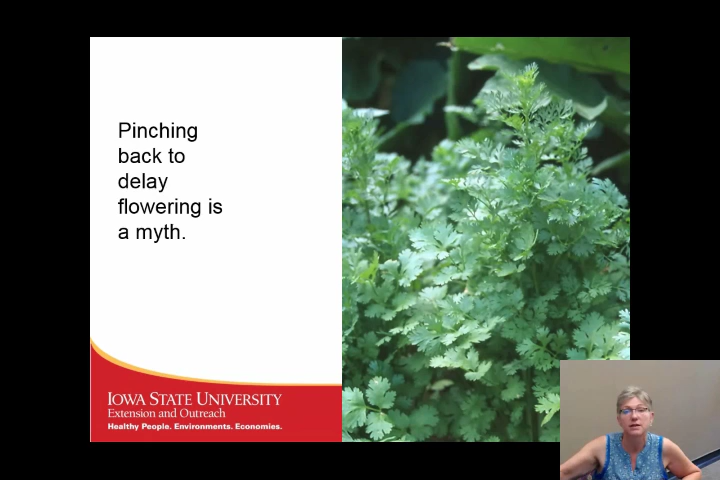 Pinching
back to
delay
flowering is
a myth.
IOWA STATE UNIVERSITY
Extension and Outreach
Healthy People. Environments. Economies.